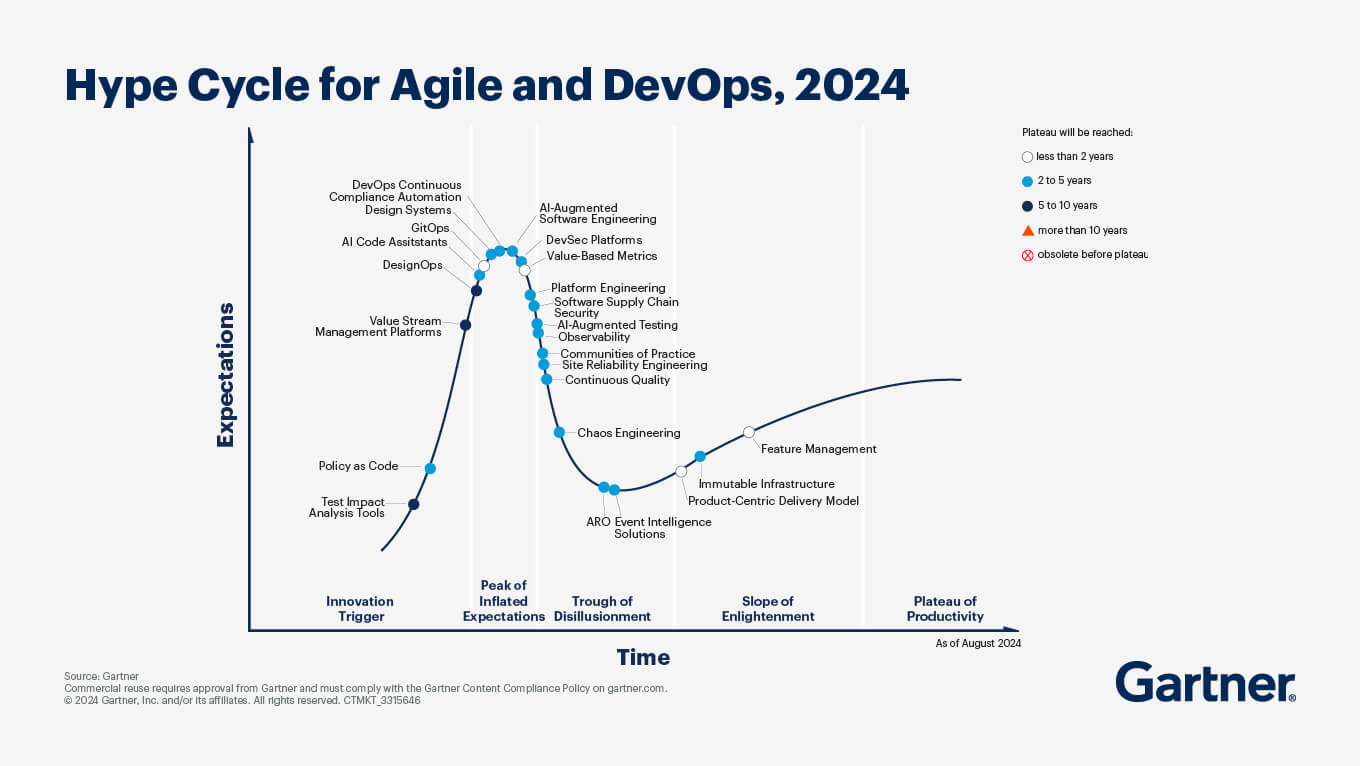 Hype Cycle for Agile and DevOps, 2024
Plateau will be reached:
less than 2 years
2 to 5 years
5 to 10 years
more than 10 years
obsolete before plateau
Expectations
DevOps Continuous
Compliance Automation
Design Systems
GitOps
AI Code Assitstants
DesignOps
Value Stream
Management Platforms
Policy as Code
Test Impact
Analysis Tools
AI-Augmented
Software Engineering
DevSec Platforms
Value-Based Metrics
Platform Engineering
Software Supply Chain
Security
AI-Augmented Testing
Observability
Communities of Practice
Site Reliability Engineering
Continuous Quality
Chaos Engineering
ARO
Event Intelligence
Solutions
Feature Management
Immutable Infrastructure
Product-Centric Delivery Model
Innovation
Trigger
Peak of
Inflated
Expectations
Trough of
Disillusionment
Slope of
Enlightenment
Plateau of
Productivity
Time
As of August 2024
Source: Gartner
Commercial reuse requires approval from Gartner and must comply with the Gartner Content Compliance Policy on gartner.com.
© 2024 Gartner, Inc. and/or its affiliates. All rights reserved. CTMKT_3315646
Gartner®